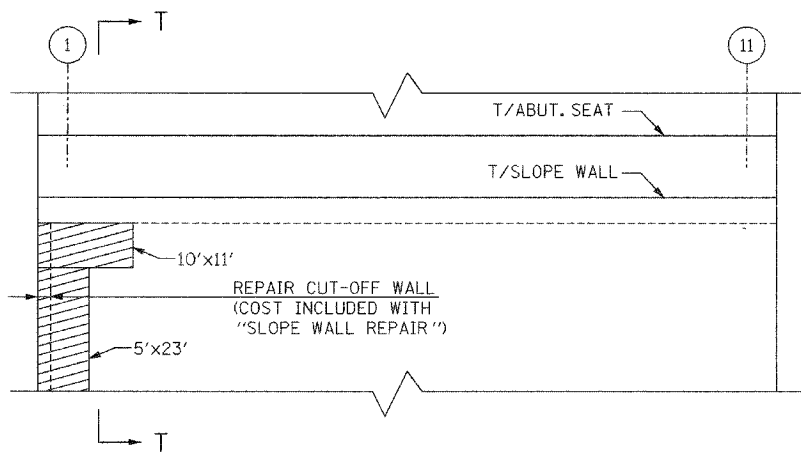 T
1
11
T/ABUT. SEAT
T/SLOPE WALL
10'x11'
REPAIR CUT-OFF WALL
(COST INCLUDED WITH
"SLOPE WALL REPAIR")
5'x23'
T